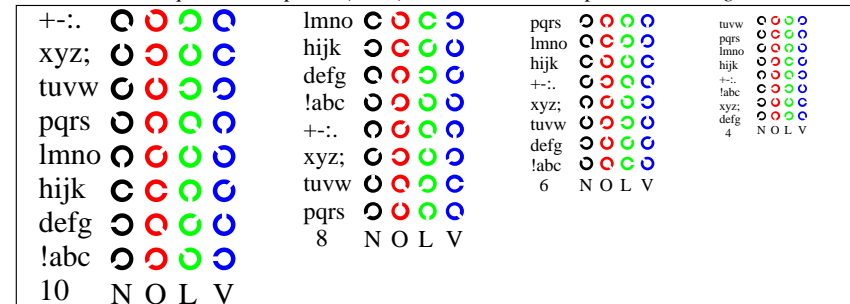 +-:.
xyz;
tuvw
pqrs
lmno
hijk
defg
!abc
10 N O L V
lmno
hijk
defg
!abc
+-:.
xyz;
tuvw
pqrs
8 N O L V
pqrs
lmno
hijk
+-:.
xyz;
tuvw
defg
!abc
6 N O L V
tuvw
pqrs
lmno
hijk
+-:.
!abc
xyz;
defg
4 N O L V